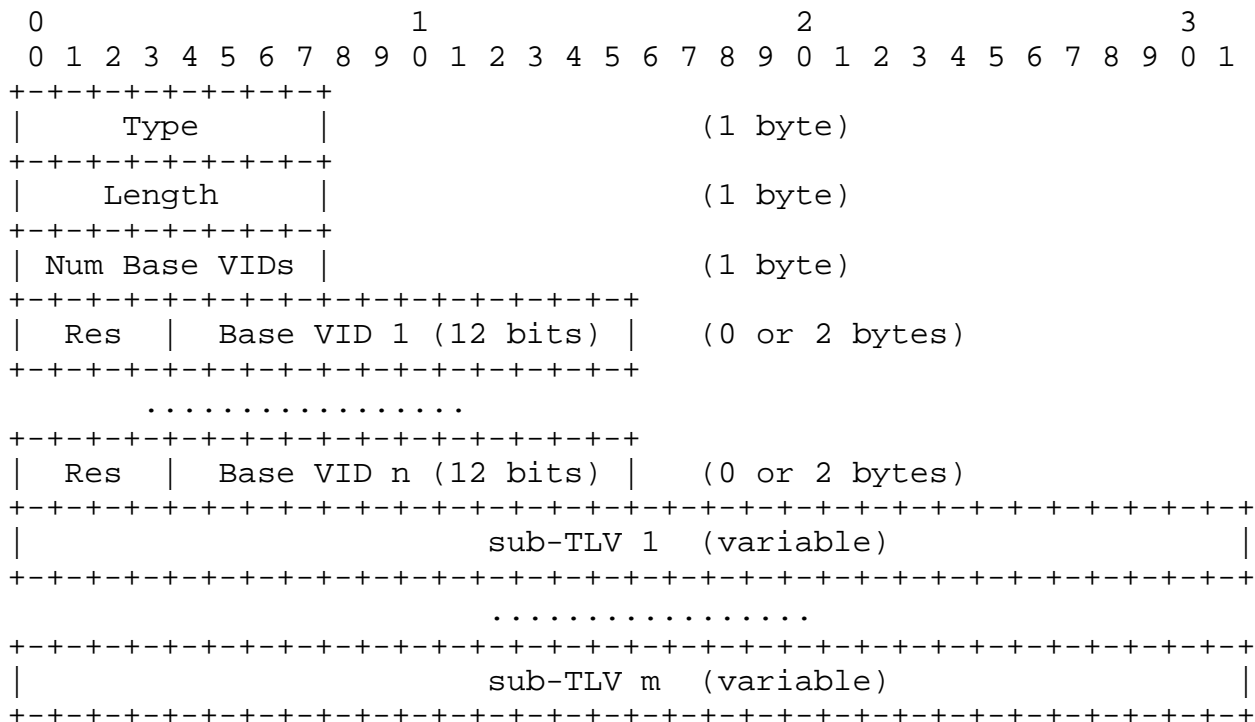 0                   1                   2                   3
 0 1 2 3 4 5 6 7 8 9 0 1 2 3 4 5 6 7 8 9 0 1 2 3 4 5 6 7 8 9 0 1
+-+-+-+-+-+-+-+-+
|     Type      |                   (1 byte)
+-+-+-+-+-+-+-+-+
|    Length     |                   (1 byte)
+-+-+-+-+-+-+-+-+
| Num Base VIDs |                   (1 byte)
+-+-+-+-+-+-+-+-+-+-+-+-+-+-+-+-+
|  Res  |  Base VID 1 (12 bits) |   (0 or 2 bytes)
+-+-+-+-+-+-+-+-+-+-+-+-+-+-+-+-+
       .................
+-+-+-+-+-+-+-+-+-+-+-+-+-+-+-+-+
|  Res  |  Base VID n (12 bits) |   (0 or 2 bytes)
+-+-+-+-+-+-+-+-+-+-+-+-+-+-+-+-+-+-+-+-+-+-+-+-+-+-+-+-+-+-+-+-+
|                        sub-TLV 1  (variable)                  |
+-+-+-+-+-+-+-+-+-+-+-+-+-+-+-+-+-+-+-+-+-+-+-+-+-+-+-+-+-+-+-+-+
                         .................
+-+-+-+-+-+-+-+-+-+-+-+-+-+-+-+-+-+-+-+-+-+-+-+-+-+-+-+-+-+-+-+-+
|                        sub-TLV m  (variable)                  |
+-+-+-+-+-+-+-+-+-+-+-+-+-+-+-+-+-+-+-+-+-+-+-+-+-+-+-+-+-+-+-+-+